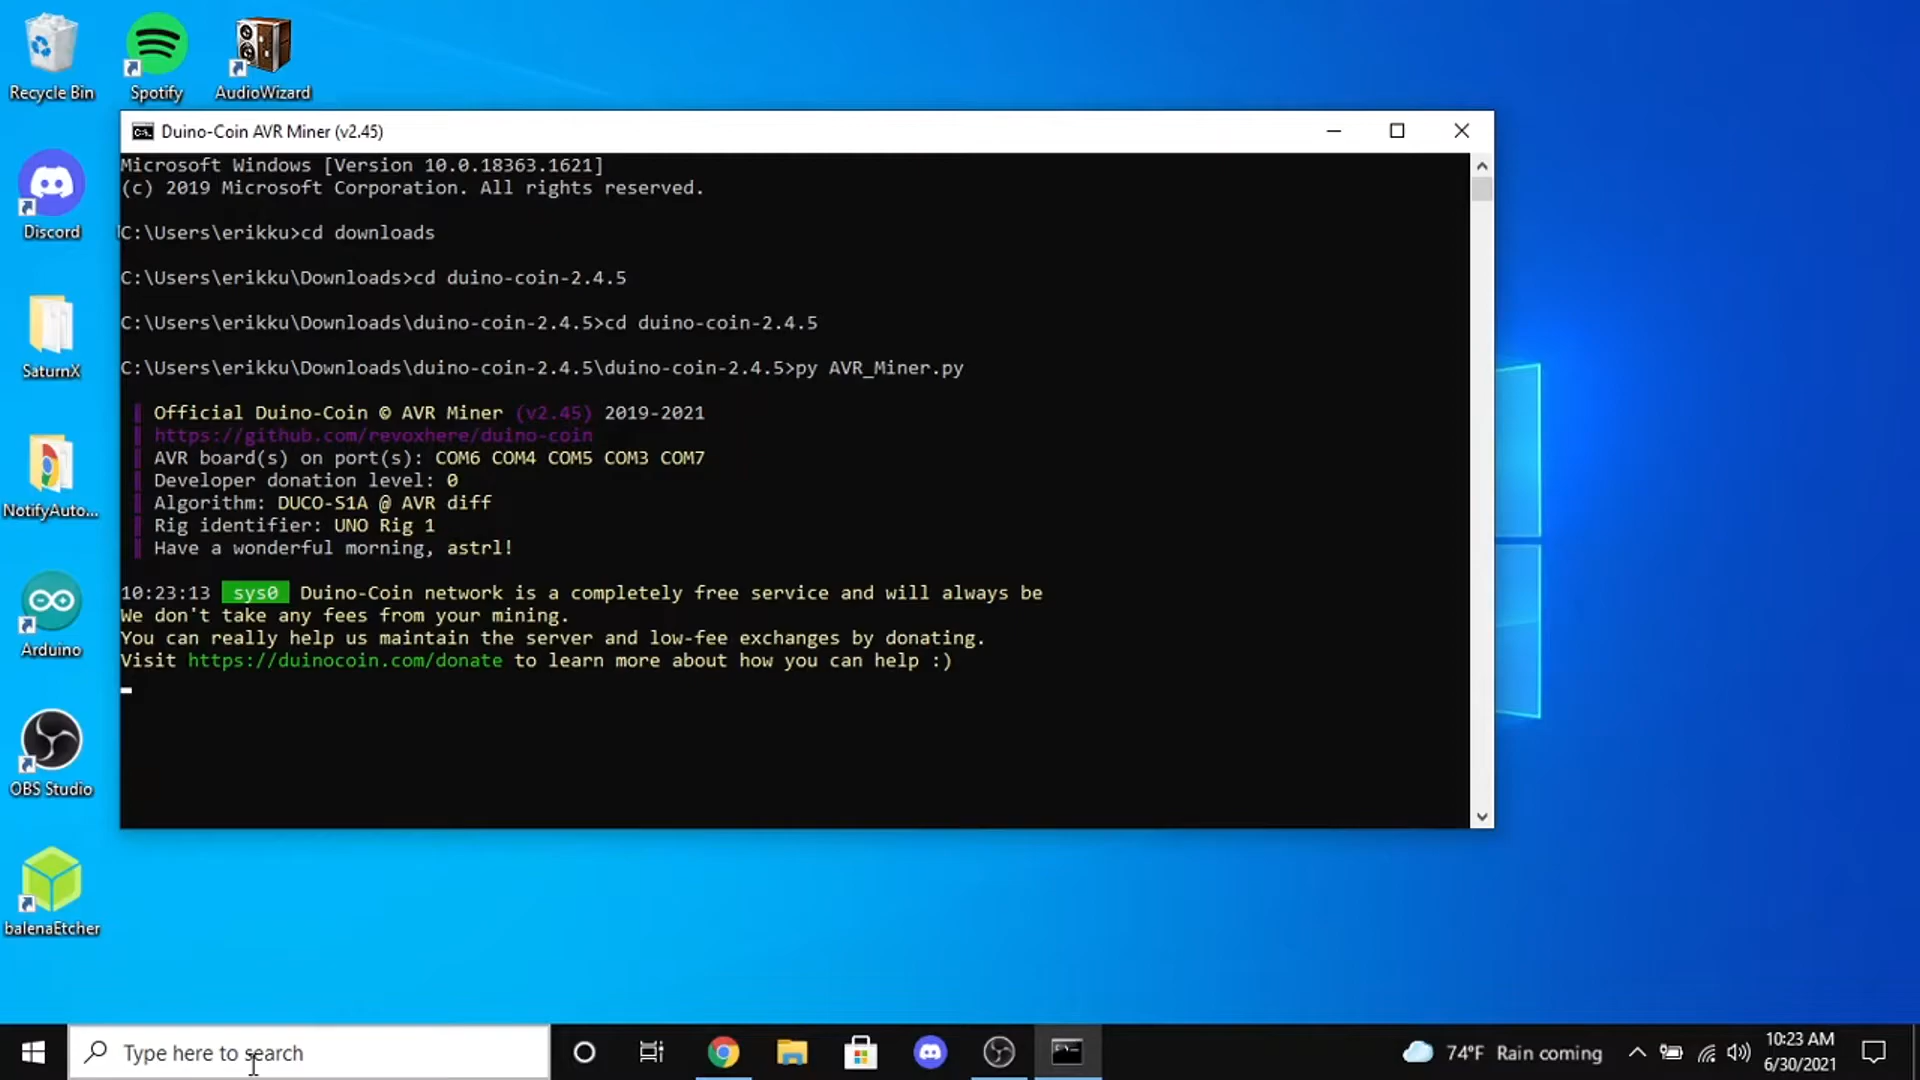 Recycle Bin
Spotify
AudioWizard
Discord
SaturnX
NotifyAuto...
Arduino
OBS Studio
balenaEtcher
Duino-Coin AVR Miner (v2.45)
Microsoft Windows [Version 10.0.18363.1621]
(c) 2019 Microsoft Corporation. All rights reserved.
C:\Users\erikku>cd downloads
C:\Users\erikku\Downloads>cd duino-coin-2.4.5
C:\Users\erikku\Downloads\duino-coin-2.4.5>cd duino-coin-2.4.5
C:\Users\erikku\Downloads\duino-coin-2.4.5\duino-coin-2.4.5>py AVR_Miner.py
Official Duino-Coin © AVR Miner (v2.45) 2019-2021
https://github.com/revoxhere/duino-coin
AVR board(s) on port(s): COM6 COM4 COM5 COM3 COM7
Developer donation level: 0
Algorithm: DUCO-S1A @ AVR diff
Rig identifier: UNO Rig 1
Have a wonderful morning, astrl!
10:23:13 sys0 Duino-Coin network is a completely free service and will always be
We don't take any fees from your mining.
You can really help us maintain the server and low-fee exchanges by donating.
Visit https://duinocoin.com/donate to learn more about how you can help :)
Type here to search
74°F Rain coming
10:23 AM
6/30/2021